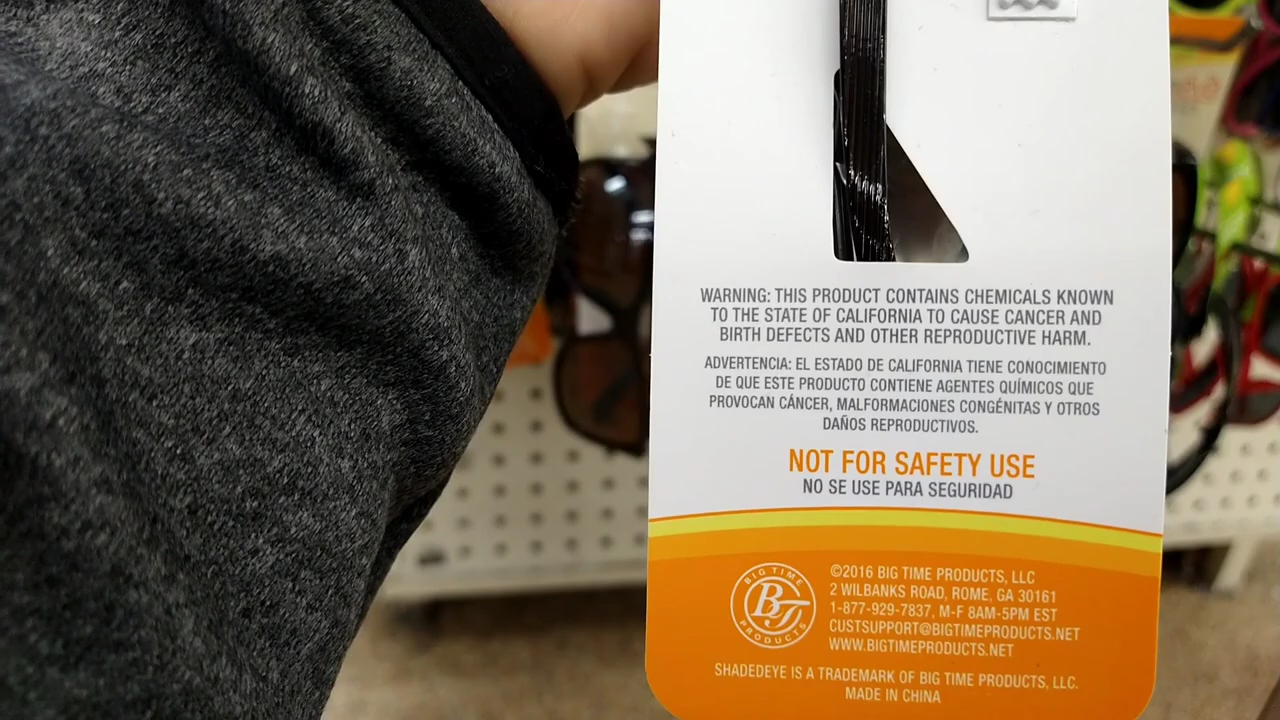 WARNING: THIS PRODUCT CONTAINS CHEMICALS KNOWN
TO THE STATE OF CALIFORNIA TO CAUSE CANCER AND
BIRTH DEFECTS AND OTHER REPRODUCTIVE HARM.
ADVERTENCIA: EL ESTADO DE CALIFORNIA TIENE CONOCIMIENTO
DE QUE ESTE PRODUCTO CONTIENE AGENTES QUÍMICOS QUE
PROVOCAN CÁNCER, MALFORMACIONES CONGÉNITAS Y OTROS
DAÑOS REPRODUCTIVOS.
NOT FOR SAFETY USE
NO SE USE PARA SEGURIDAD
BIG TIME
BT
PRODUCTS
©2016 BIG TIME PRODUCTS, LLC
2 WILBANKS ROAD, ROME, GA 30161
1-877-929-7837, M-F 8AM-5PM EST
CUSTSUPPORT@BIGTIMEPRODUCTS.NET
WWW.BIGTIMEPRODUCTS.NET
SHADEDEYE IS A TRADEMARK OF BIG TIME PRODUCTS, LLC.
MADE IN CHINA